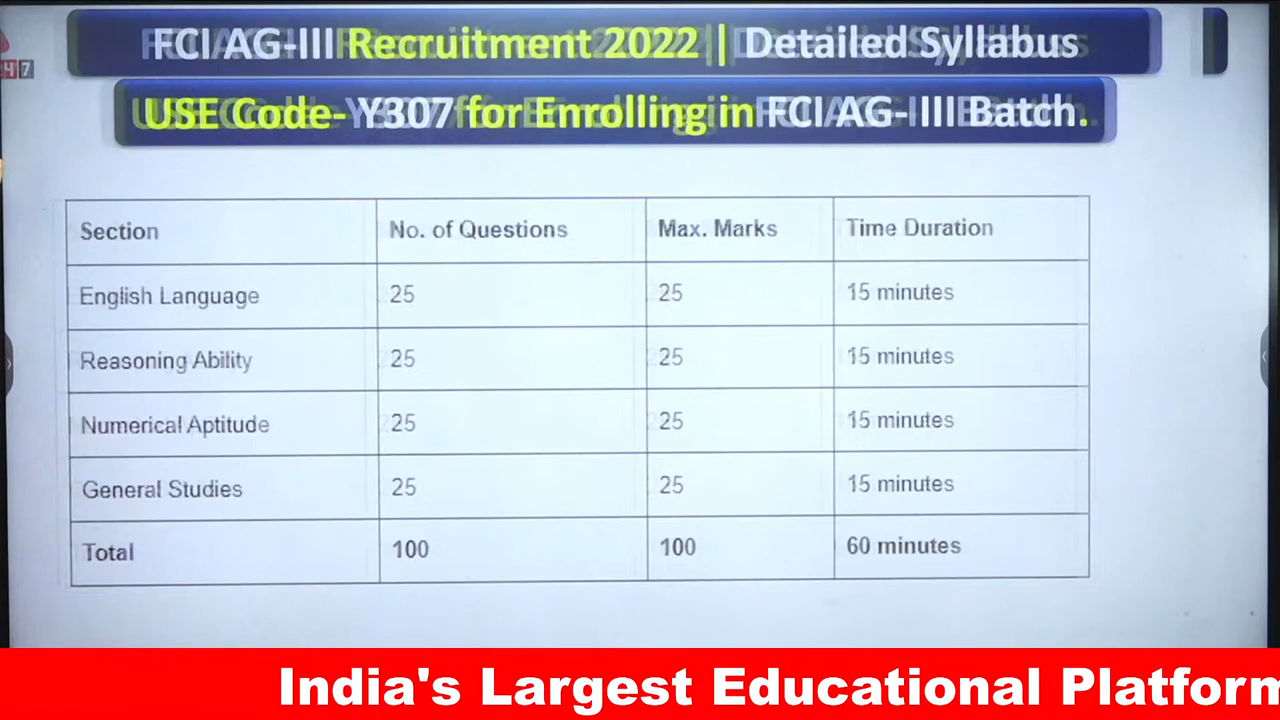 FCI AG-III Recruitment 2022 | Detailed Syllabus
USE Code- Y307 for Enrolling in FCI AG-III Batch.
Section No. of Questions Max. Marks Time Duration
English Language 25 25 15 minutes
Reasoning Ability 25 25 15 minutes
Numerical Aptitude 25 25 15 minutes
General Studies 25 25 15 minutes
Total 100 100 60 minutes
India's Largest Educational Platform